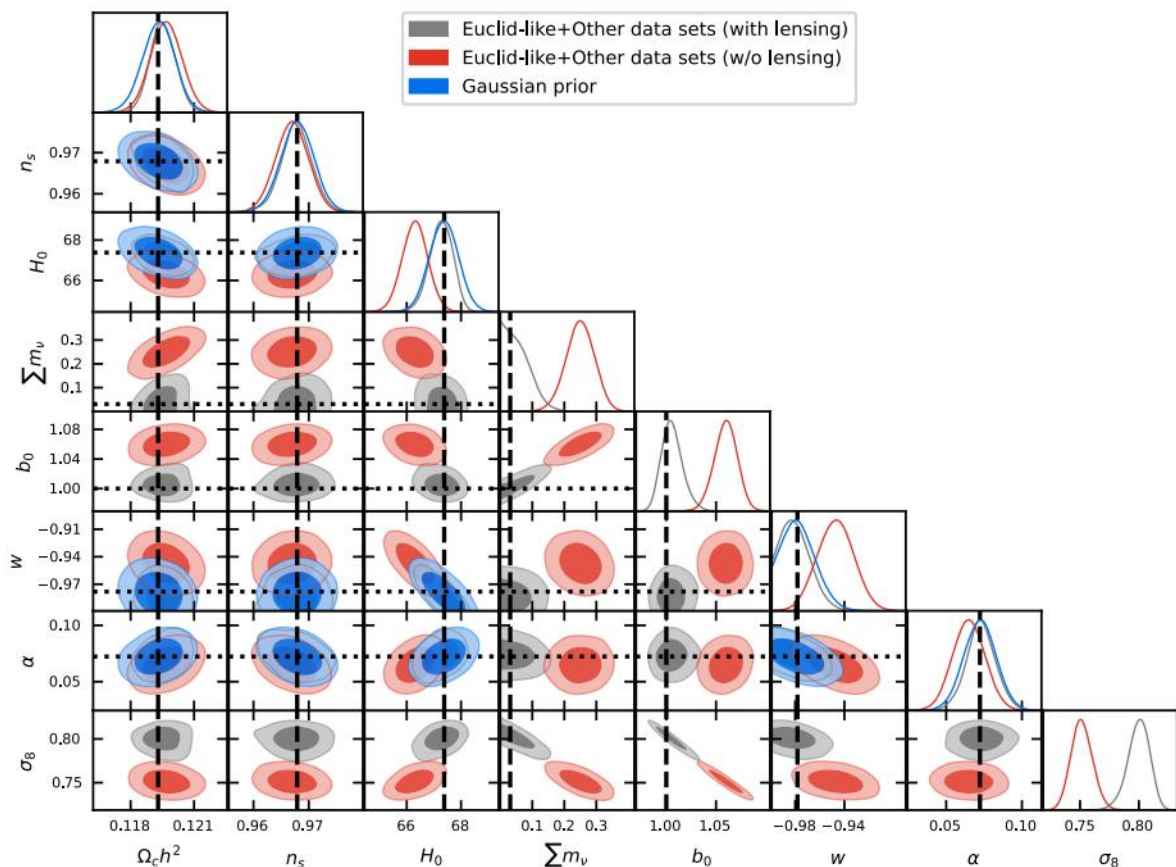 Euclid-like+Other data sets (with lensing)
Euclid-like+Other data sets (w/o lensing)
Gaussian prior
n_s
0.97
0.96
H_0
68
66
∑m_ν
0.3
0.2
0.1
b_0
1.08
1.04
1.00
w
−0.91
−0.94
−0.97
α
0.10
0.05
σ_8
0.80
0.75
0.118 0.121 0.96 0.97 66 68 0.1 0.2 0.3 1.00 1.05 −0.98 −0.94 0.05 0.10 0.75 0.80
Ω_c h² n_s H_0 ∑m_ν b_0 w α σ_8